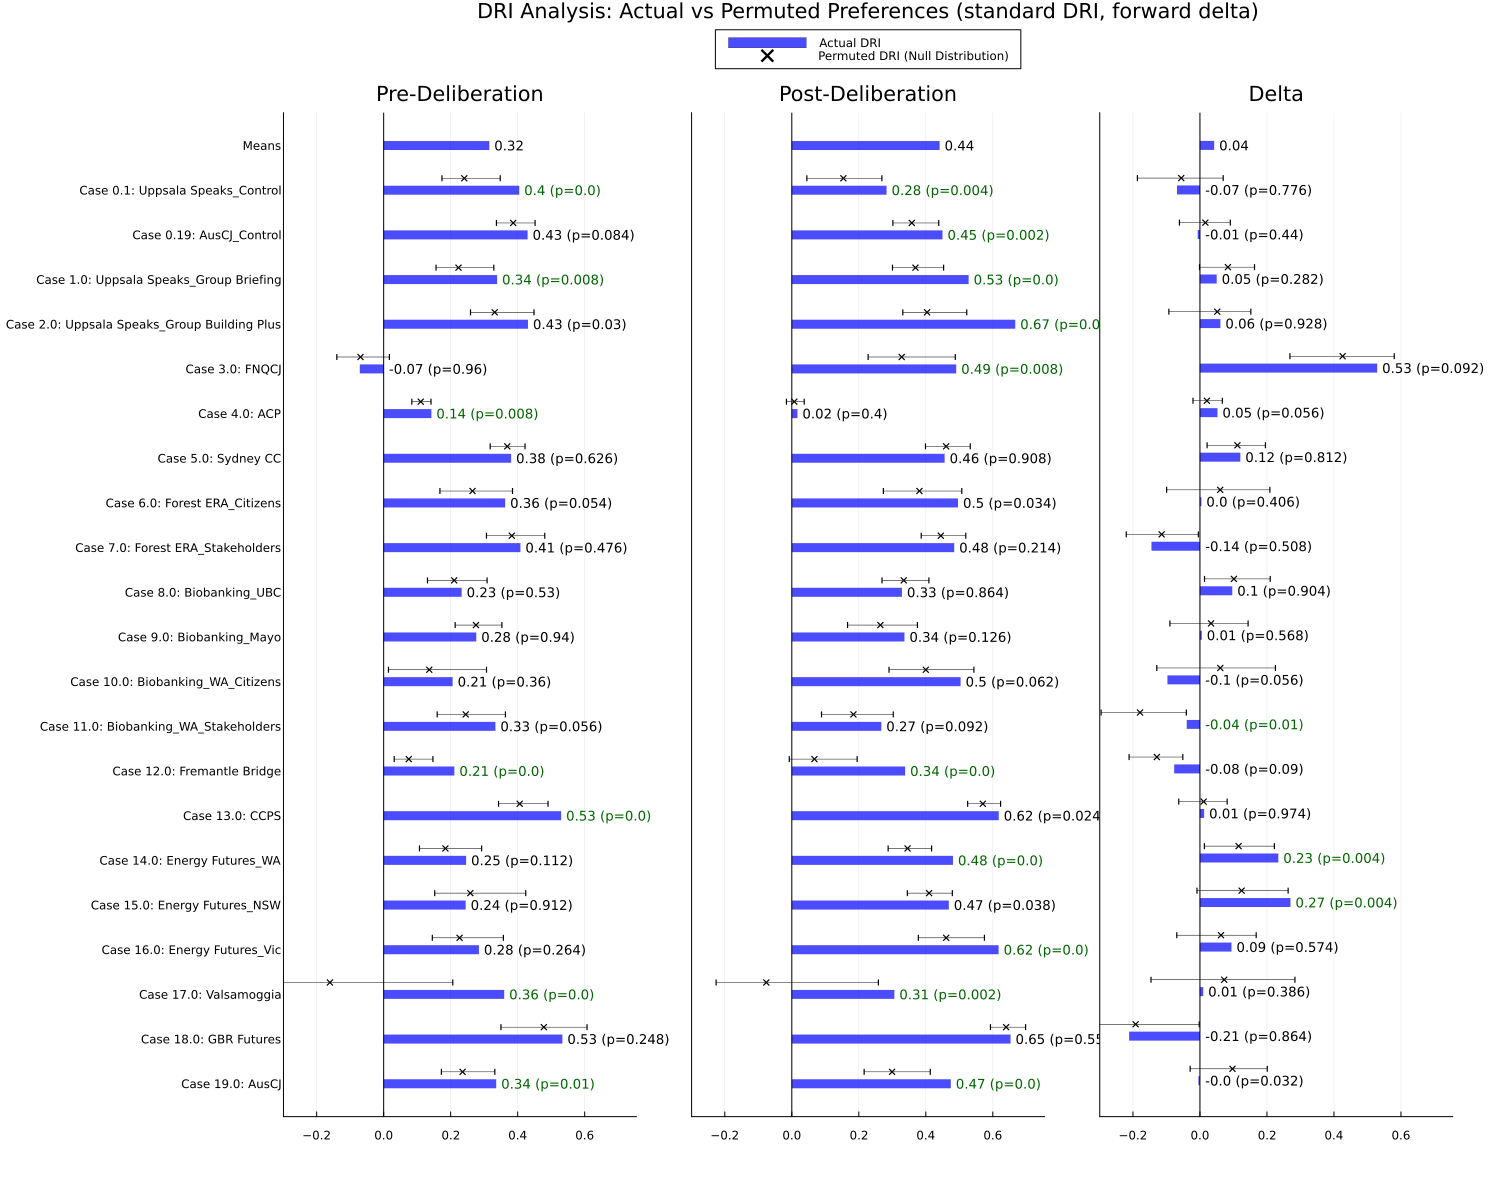 DRI Analysis: Actual vs Permuted Preferences (standard DRI, forward delta)
Actual DRI
Permuted DRI (Null Distribution)
Pre-Deliberation Post-Deliberation Delta
Means 0.32 0.44 0.04
Case 0.1: Uppsala Speaks_Control 0.4 (p=0.0) 0.28 (p=0.004) -0.07 (p=0.776)
Case 0.19: AusCJ_Control 0.43 (p=0.084) 0.45 (p=0.002) -0.01 (p=0.44)
Case 1.0: Uppsala Speaks_Group Briefing 0.34 (p=0.008) 0.53 (p=0.0) 0.05 (p=0.282)
Case 2.0: Uppsala Speaks_Group Building Plus 0.43 (p=0.03) 0.67 (p=0.0 0.06 (p=0.928)
Case 3.0: FNQCJ -0.07 (p=0.96) 0.49 (p=0.008) 0.53 (p=0.092)
Case 4.0: ACP 0.14 (p=0.008) 0.02 (p=0.4) 0.05 (p=0.056)
Case 5.0: Sydney CC 0.38 (p=0.626) 0.46 (p=0.908) 0.12 (p=0.812)
Case 6.0: Forest ERA_Citizens 0.36 (p=0.054) 0.5 (p=0.034) 0.0 (p=0.406)
Case 7.0: Forest ERA_Stakeholders 0.41 (p=0.476) 0.48 (p=0.214) -0.14 (p=0.508)
Case 8.0: Biobanking_UBC 0.23 (p=0.53) 0.33 (p=0.864) 0.1 (p=0.904)
Case 9.0: Biobanking_Mayo 0.28 (p=0.94) 0.34 (p=0.126) 0.01 (p=0.568)
Case 10.0: Biobanking_WA_Citizens 0.21 (p=0.36) 0.5 (p=0.062) -0.1 (p=0.056)
Case 11.0: Biobanking_WA_Stakeholders 0.33 (p=0.056) 0.27 (p=0.092) -0.04 (p=0.01)
Case 12.0: Fremantle Bridge 0.21 (p=0.0) 0.34 (p=0.0) -0.08 (p=0.09)
Case 13.0: CCPS 0.53 (p=0.0) 0.62 (p=0.024 0.01 (p=0.974)
Case 14.0: Energy Futures_WA 0.25 (p=0.112) 0.48 (p=0.0) 0.23 (p=0.004)
Case 15.0: Energy Futures_NSW 0.24 (p=0.912) 0.47 (p=0.038) 0.27 (p=0.004)
Case 16.0: Energy Futures_Vic 0.28 (p=0.264) 0.62 (p=0.0) 0.09 (p=0.574)
Case 17.0: Valsamoggia 0.36 (p=0.0) 0.31 (p=0.002) 0.01 (p=0.386)
Case 18.0: GBR Futures 0.53 (p=0.248) 0.65 (p=0.55 -0.21 (p=0.864)
Case 19.0: AusCJ 0.34 (p=0.01) 0.47 (p=0.0) -0.0 (p=0.032)
−0.2 0.0 0.2 0.4 0.6 −0.2 0.0 0.2 0.4 0.6 −0.2 0.0 0.2 0.4 0.6